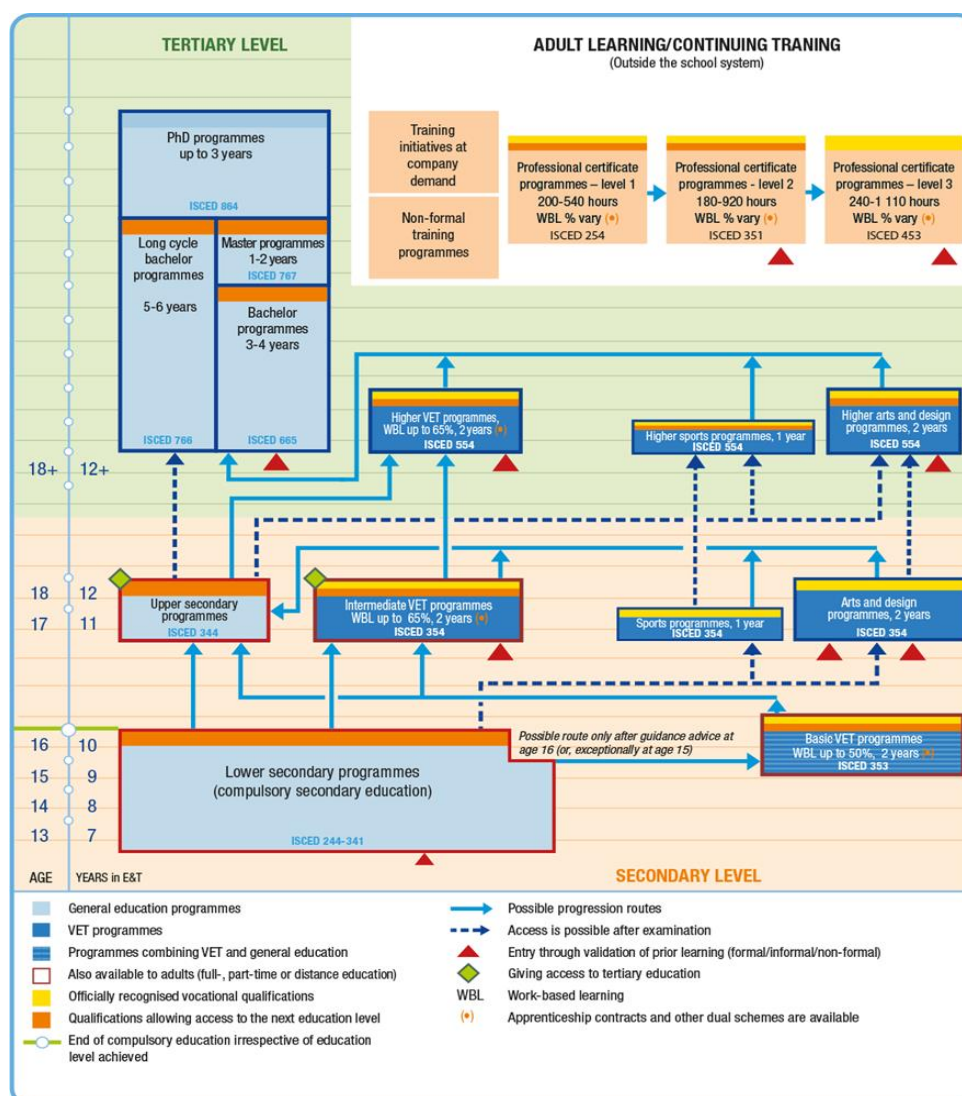 TERTIARY LEVEL
ADULT LEARNING/CONTINUING TRANING
(Outside the school system)
PhD programmes
up to 3 years
ISCED 864
Training
initiatives at
company
demand
Non-formal
training
programmes
Professional certificate
programmes – level 1
200-540 hours
WBL % vary (•)
ISCED 254
Professional certificate
programmes - level 2
180-920 hours
WBL % vary (•)
ISCED 351
Professional certificate
programmes – level 3
240-1 110 hours
WBL % vary (•)
ISCED 453
Long cycle
bachelor
programmes
5-6 years
ISCED 766
Master programmes
1-2 years
ISCED 767
Bachelor
programmes
3-4 years
ISCED 665
Higher VET programmes,
WBL up to 65%, 2 years (•)
ISCED 554
Higher sports programmes, 1 year
ISCED 554
Higher arts and design
programmes, 2 years
ISCED 554
18+ 12+
18 12
17 11
Upper secondary
programmes
ISCED 344
Intermediate VET programmes
WBL up to 65%, 2 years (•)
ISCED 354
Sports programmes, 1 year
ISCED 354
Arts and design
programmes, 2 years
ISCED 354
16 10
15 9
14 8
13 7
Lower secondary programmes
(compulsory secondary education)
ISCED 244-341
Possible route only after guidance advice at
age 16 (or, exceptionally at age 15)
Basic VET programmes
WBL up to 50%, 2 years (•)
ISCED 353
AGE YEARS in E&T
SECONDARY LEVEL
General education programmes
VET programmes
Programmes combining VET and general education
Also available to adults (full-, part-time or distance education)
Officially recognised vocational qualifications
Qualifications allowing access to the next education level
End of compulsory education irrespective of education
level achieved
Possible progression routes
Access is possible after examination
Entry through validation of prior learning (formal/informal/non-formal)
Giving access to tertiary education
WBL Work-based learning
(•) Apprenticeship contracts and other dual schemes are available